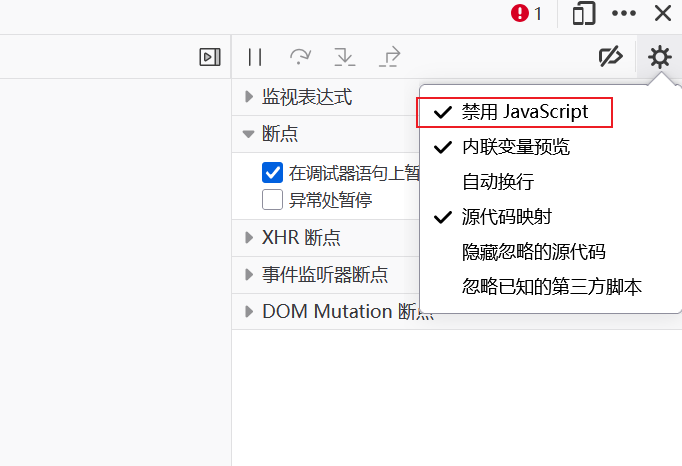 1
监视表达式
禁用 JavaScript
断点
内联变量预览
在调试器语句上暂
自动换行
异常处暂停
源代码映射
XHR 断点
隐藏忽略的源代码
事件监听器断点
忽略已知的第三方脚本
DOM Mutation 断点